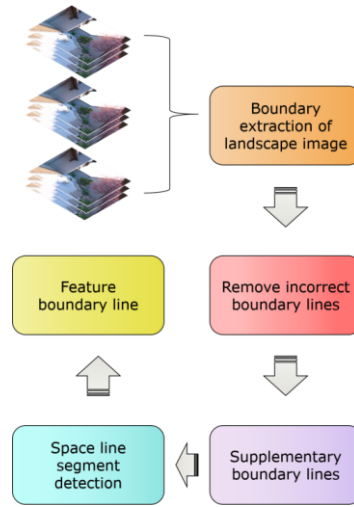 Boundary
extraction of
landscape image
Remove incorrect
boundary lines
Supplementary
boundary lines
Space line
segment
detection
Feature
boundary line